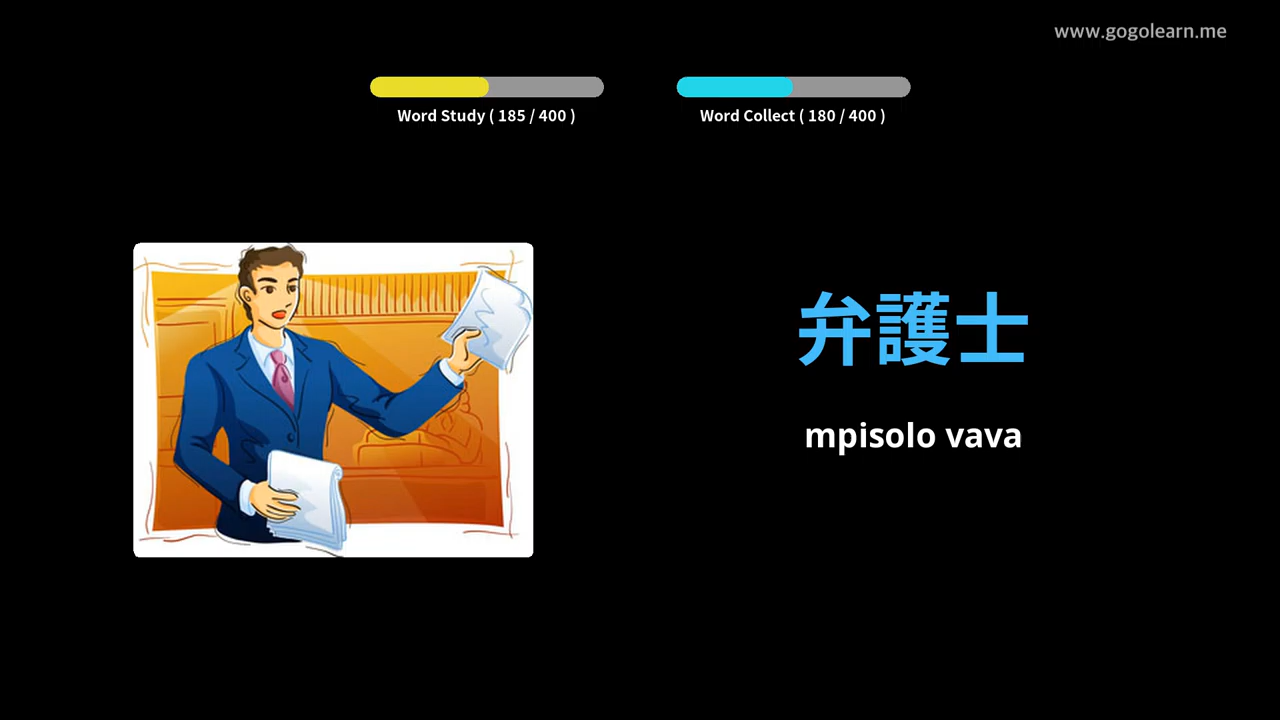 www.gogolearn.me
Word Study ( 185 / 400 )
Word Collect ( 180 / 400 )
弁護士
mpisolo vava